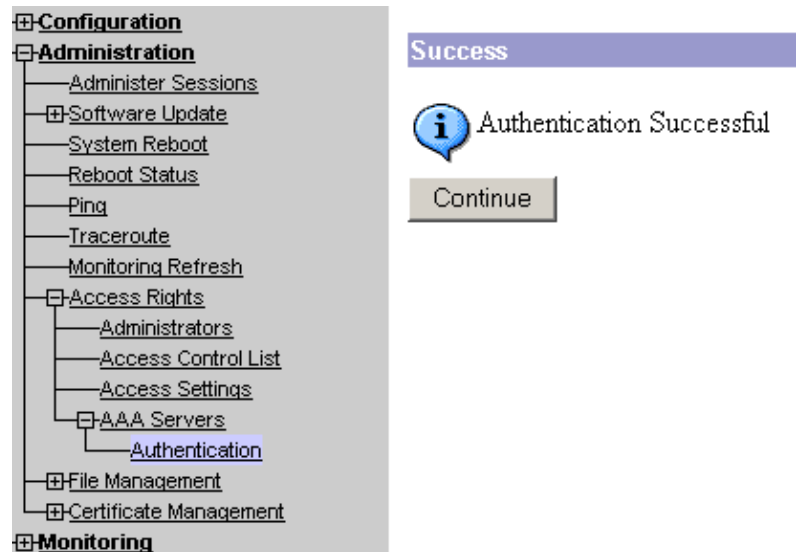 Configuration
Administration
Administer Sessions
Software Update
System Reboot
Reboot Status
Ping
Traceroute
Monitoring Refresh
Access Rights
Administrators
Access Control List
Access Settings
AAA Servers
Authentication
File Management
Certificate Management
Monitoring
Success
Authentication Successful
Continue